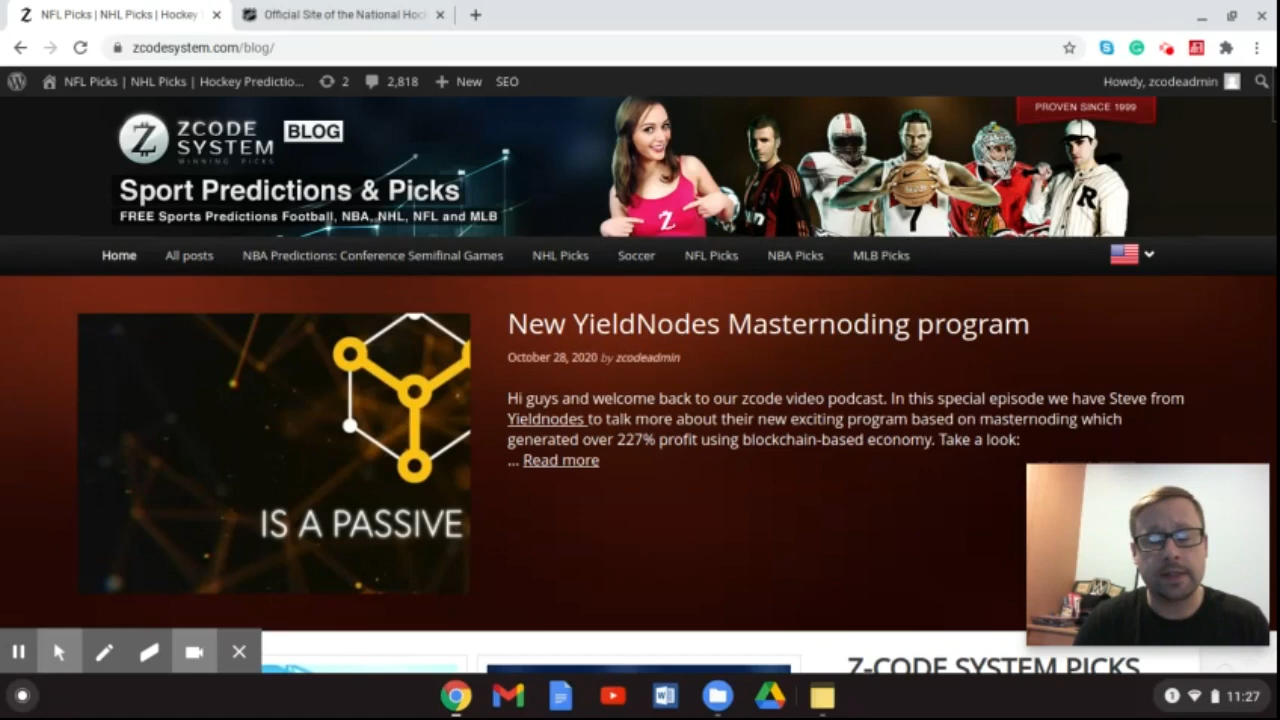 NFL Picks | NHL Picks | Hockey
Official Site of the National Hoc
zcodesystem.com/blog/
NFL Picks | NHL Picks | Hockey Predictio... 2 2,818 New SEO
Howdy, zcodeadmin
PROVEN SINCE 1999
Z ZCODE SYSTEM BLOG
WINNING PICKS
Sport Predictions & Picks
FREE Sports Predictions Football, NBA, NHL, NFL and MLB
Z
7
R
Home All posts NBA Predictions: Conference Semifinal Games NHL Picks Soccer NFL Picks NBA Picks MLB Picks
New YieldNodes Masternoding program
October 28, 2020 by zcodeadmin
Hi guys and welcome back to our zcode video podcast. In this special episode we have Steve from
Yieldnodes to talk more about their new exciting program based on masternoding which
generated over 227% profit using blockchain-based economy. Take a look:
... Read more
IS A PASSIVE
Z-CODE SYSTEM PICKS
1 11:27